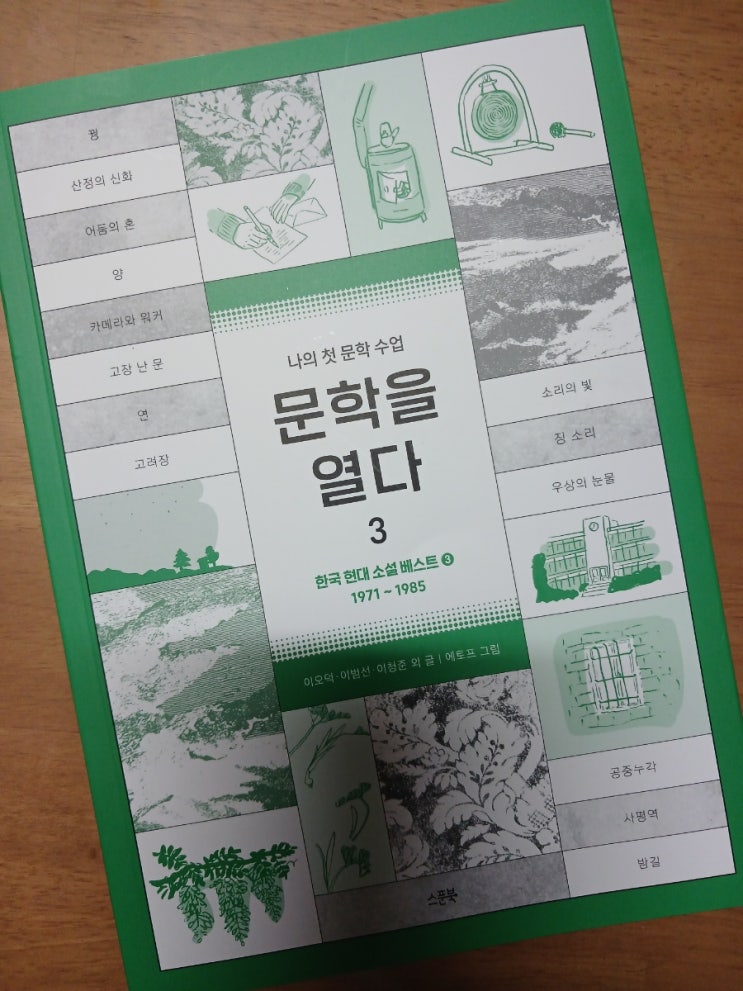 꿩
산정의 신화
어둠의 혼
양
카메라와 워커
고장 난 문
연
고려장
나의 첫 문학 수업
문학을
열다
3
한국 현대 소설 베스트 ❸
1971 ~ 1985
이오덕·이범선·이청준 외 글 | 에토프 그림
소리의 빛
징 소리
우상의 눈물
공중누각
사평역
밤길
스푼북